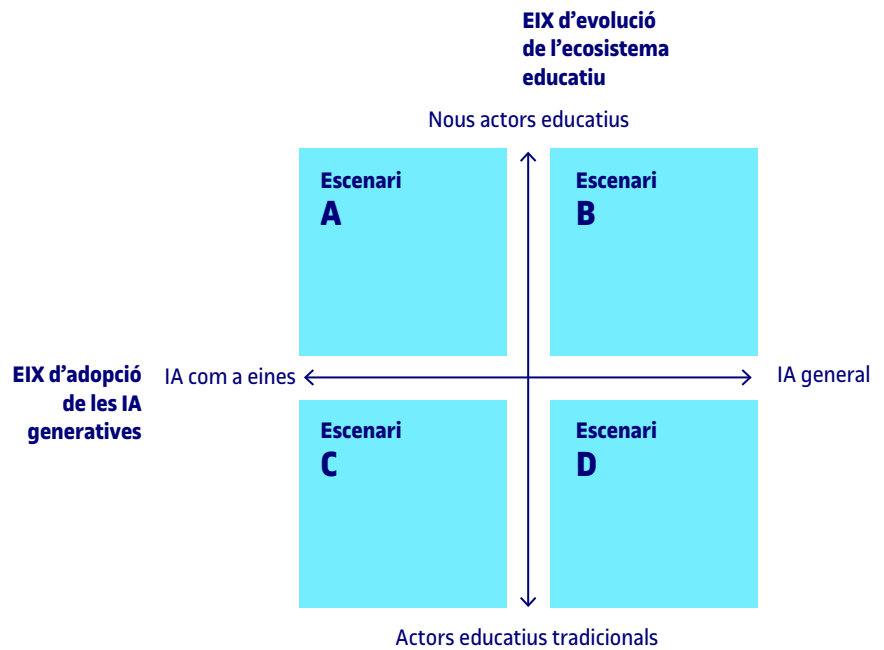 EIX d’evolució
de l’ecosistema
educatiu
Nous actors educatius
Escenari
A
Escenari
B
EIX d’adopció
de les IA
generatives
IA com a eines
IA general
Escenari
C
Escenari
D
Actors educatius tradicionals